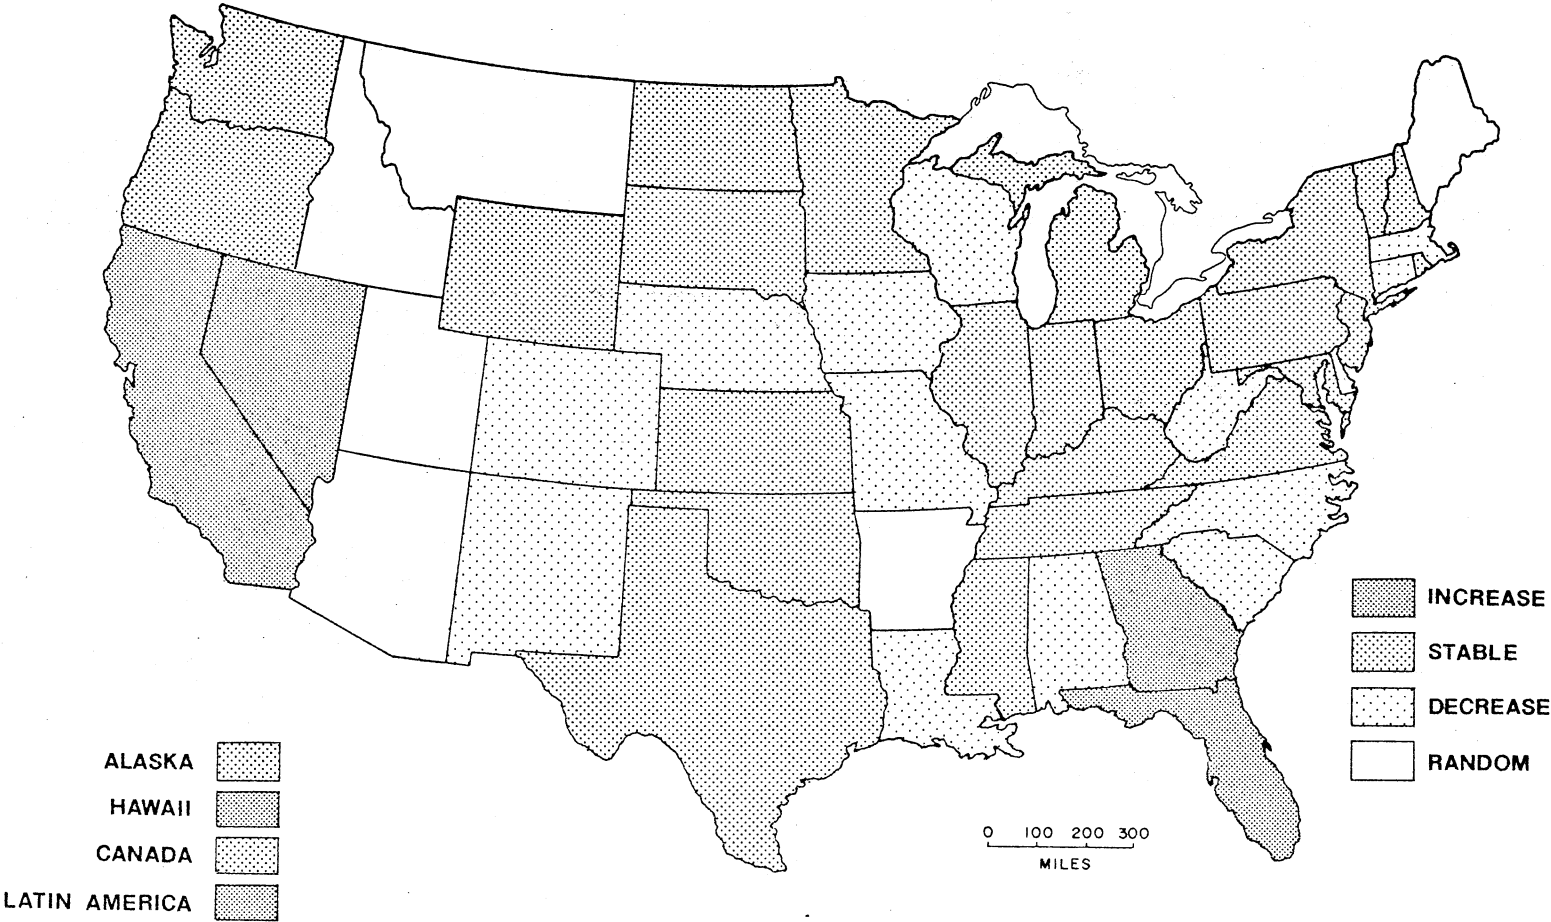 INCREASE
STABLE
DECREASE
RANDOM
ALASKA
HAWAII
CANADA
LATIN AMERICA
0 100 200 300
MILES